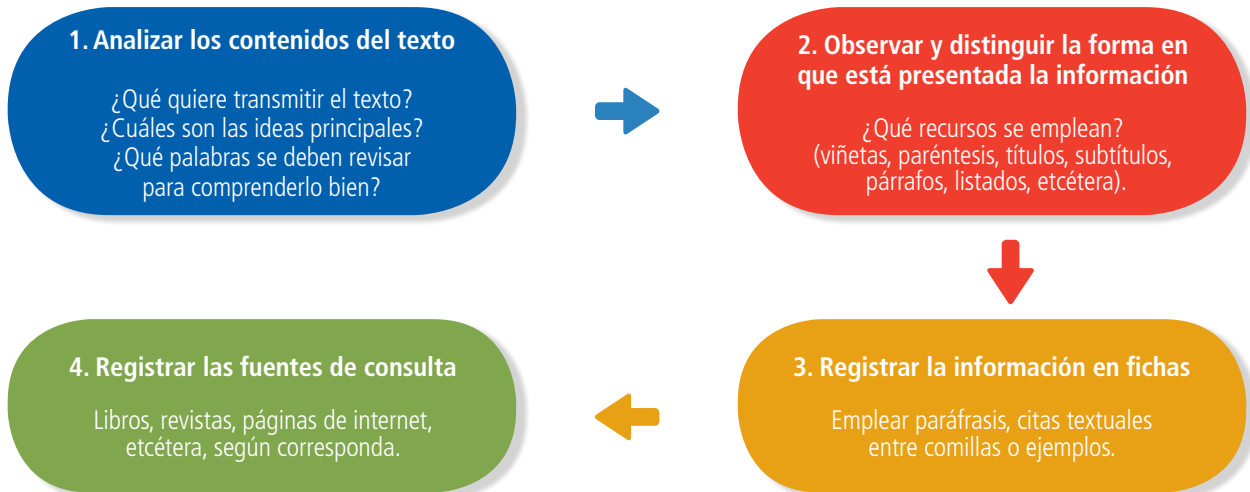 1. Analizar los contenidos del texto
¿Qué quiere transmitir el texto?
¿Cuáles son las ideas principales?
¿Qué palabras se deben revisar
para comprenderlo bien?
2. Observar y distinguir la forma en
que está presentada la información
¿Qué recursos se emplean?
(viñetas, paréntesis, títulos, subtítulos,
párrafos, listados, etcétera).
3. Registrar la información en fichas
Emplear paráfrasis, citas textuales
entre comillas o ejemplos.
4. Registrar las fuentes de consulta
Libros, revistas, páginas de internet,
etcétera, según corresponda.